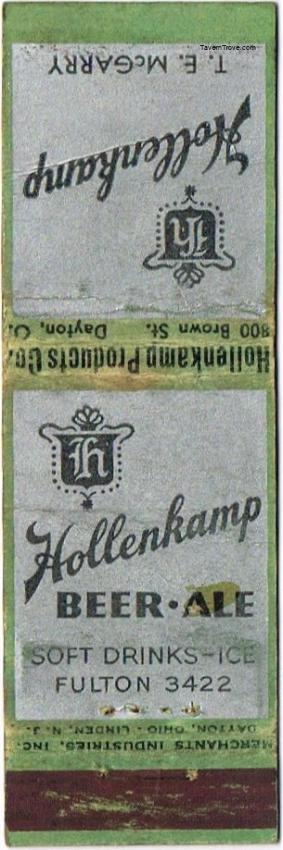 TavernTrove.com
T. E. McGARRY
Hollenkamp
H
Hollenkamp Products Co.
800 Brown St. Dayton, O.
H
Hollenkamp
BEER • ALE
SOFT DRINKS-ICE
FULTON 3422
MERCHANTS INDUSTRIES, INC.
DAYTON, OHIO - LINDEN, N. J.